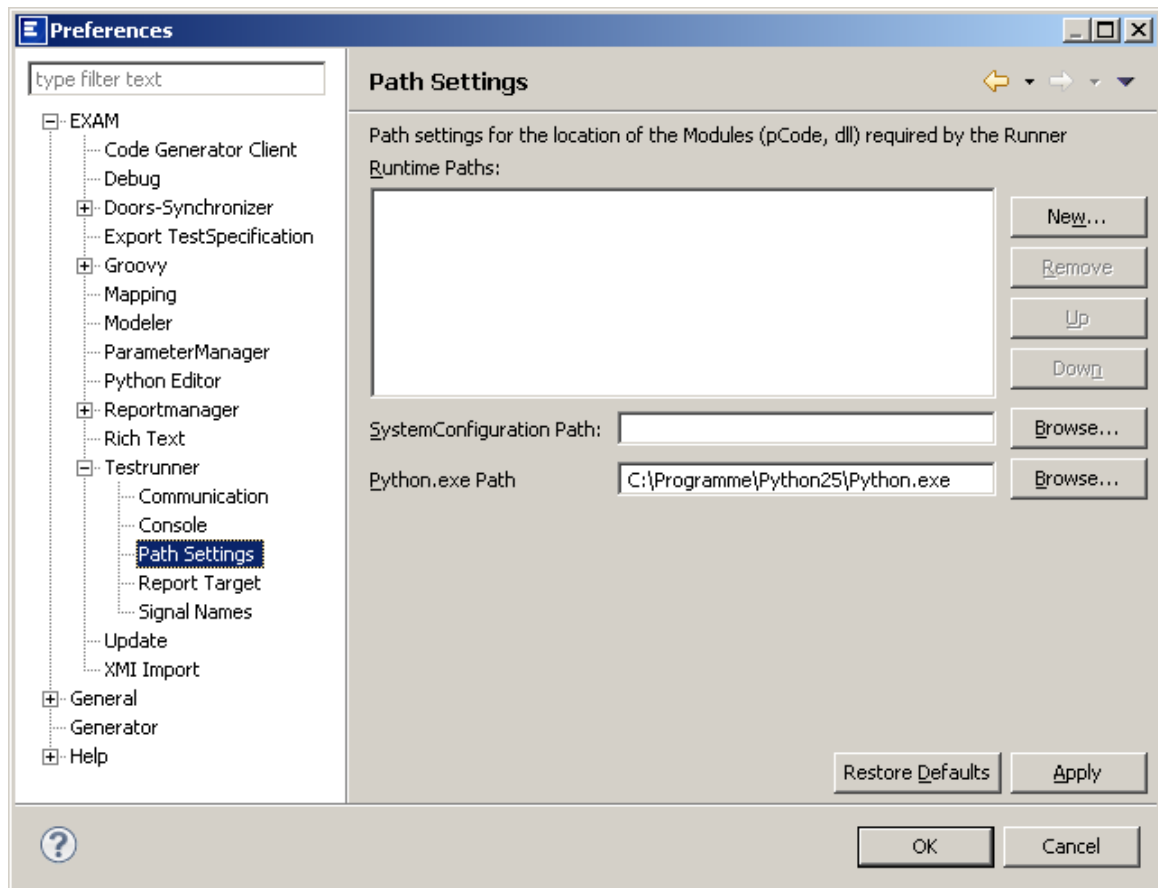 Preferences
type filter text
EXAM
Code Generator Client
Debug
Doors-Synchronizer
Export TestSpecification
Groovy
Mapping
Modeler
ParameterManager
Python Editor
Reportmanager
Rich Text
Testrunner
Communication
Console
Path Settings
Report Target
Signal Names
Update
XMI Import
General
Generator
Help
Path Settings
Path settings for the location of the Modules (pCode, dll) required by the Runner
Runtime Paths:
New...
Remove
Up
Down
SystemConfiguration Path:
Browse...
Python.exe Path
C:\Programme\Python25\Python.exe
Browse...
Restore Defaults
Apply
OK
Cancel